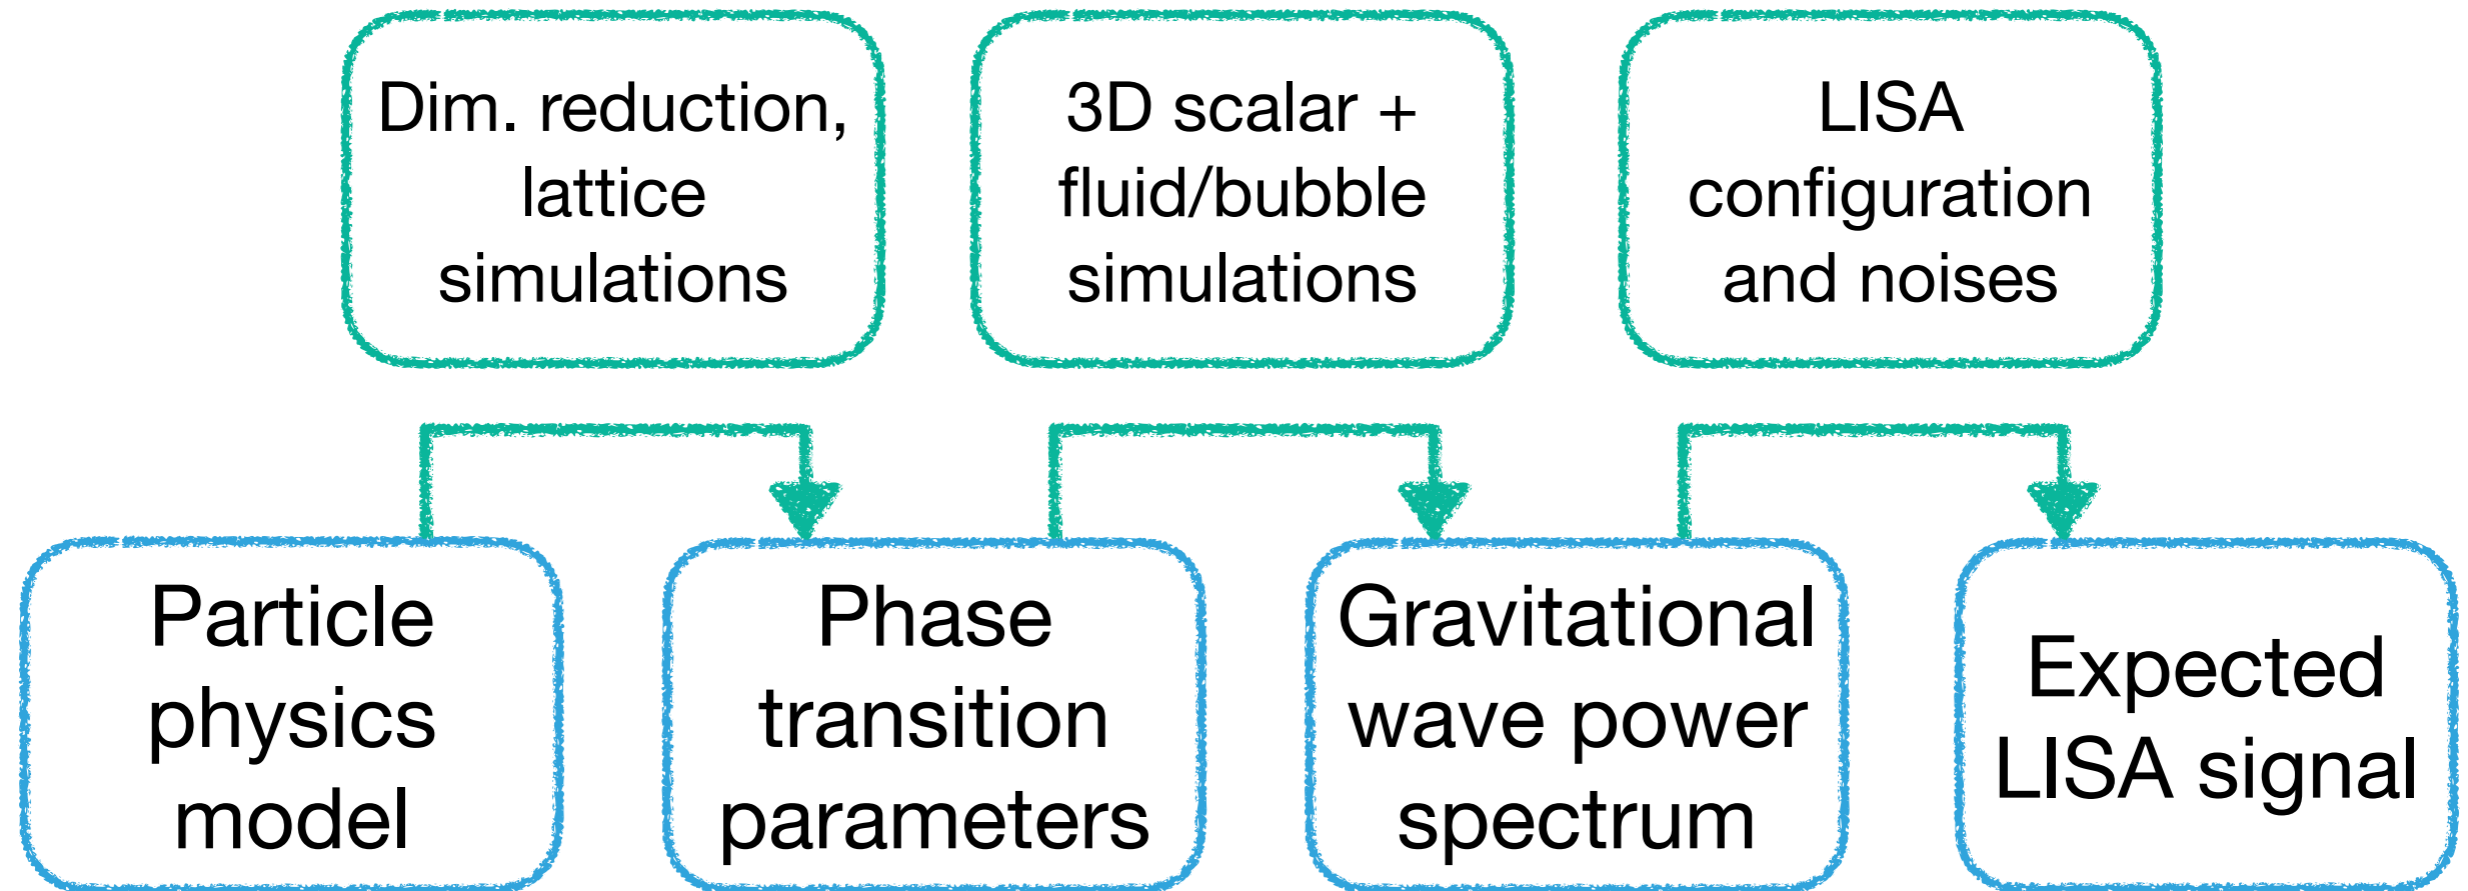 Dim. reduction,
lattice
simulations
3D scalar +
fluid/bubble
simulations
LISA
configuration
and noises
Particle
physics
model
Phase
transition
parameters
Gravitational
wave power
spectrum
Expected
LISA signal